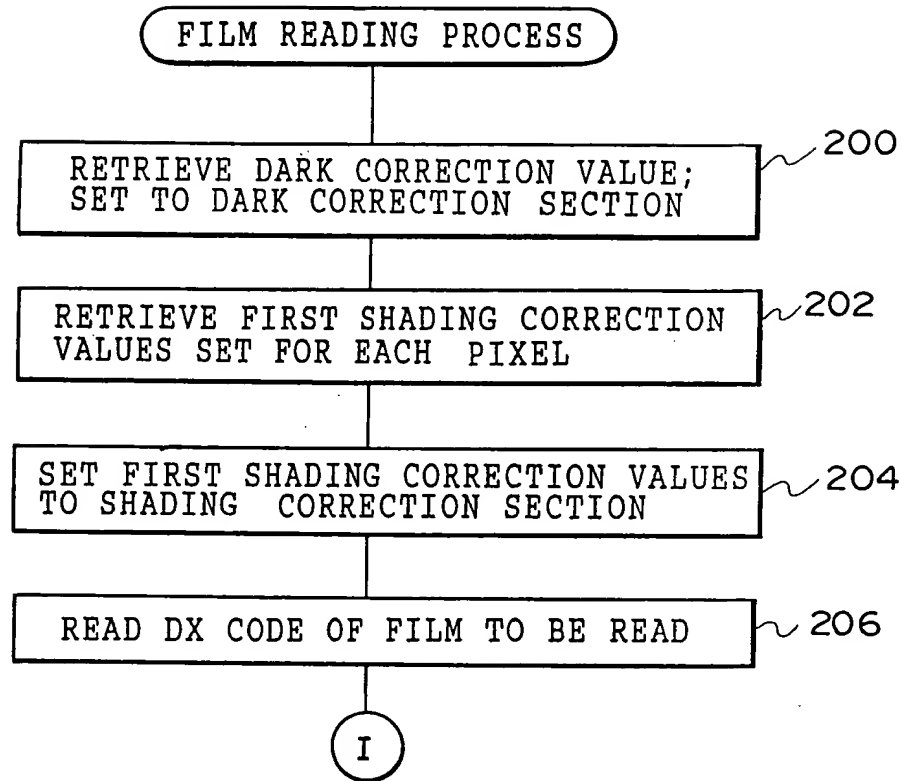 FILM READING PROCESS
RETRIEVE DARK CORRECTION VALUE;
SET TO DARK CORRECTION SECTION
200
RETRIEVE FIRST SHADING CORRECTION
VALUES SET FOR EACH PIXEL
202
SET FIRST SHADING CORRECTION VALUES
TO SHADING CORRECTION SECTION
204
READ DX CODE OF FILM TO BE READ
206
I